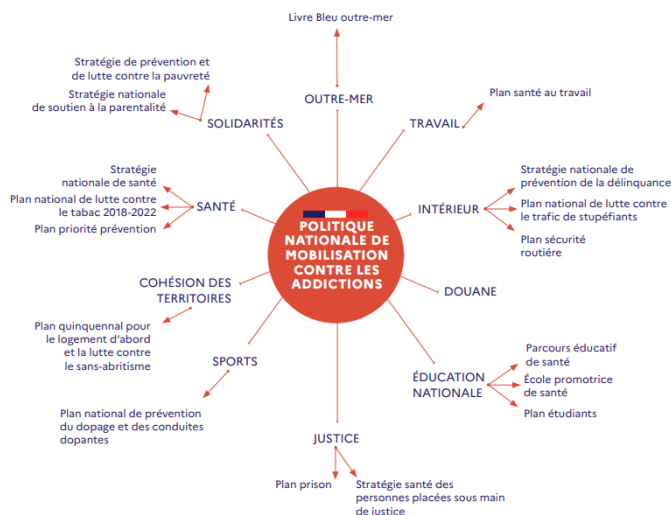 Livre Bleu outre-mer
OUTRE-MER
Plan santé au travail
TRAVAIL
Stratégie de prévention et
de lutte contre la pauvreté
Stratégie nationale
de soutien à la parentalité
SOLIDARITÉS
Stratégie nationale de
prévention de la délinquance
Plan national de lutte contre
le trafic de stupéfiants
Plan sécurité
routiére
INTÉRIEUR
Stratégie
nationale de santé
Plan national de lutte contre
le tabac 2018-2022
Plan priorité prévention
SANTÉ
POLITIQUE
NATIONALE DE
MOBILISATION
CONTRE LES
ADDICTIONS
DOUANE
COHÉSION DES
TERRITOIRES
Plan quinquennal pour
le logement d'abord
et la lutte contre
le sans-abritisme
SPORTS
Plan national de prévention
du dopage et des conduites
dopantes
ÉDUCATION
NATIONALE
Parcours éducatif
de santé
École promotrice
de santé
Plan étudiants
JUSTICE
Plan prison
Stratégie santé des
personnes placées sous main
de justice